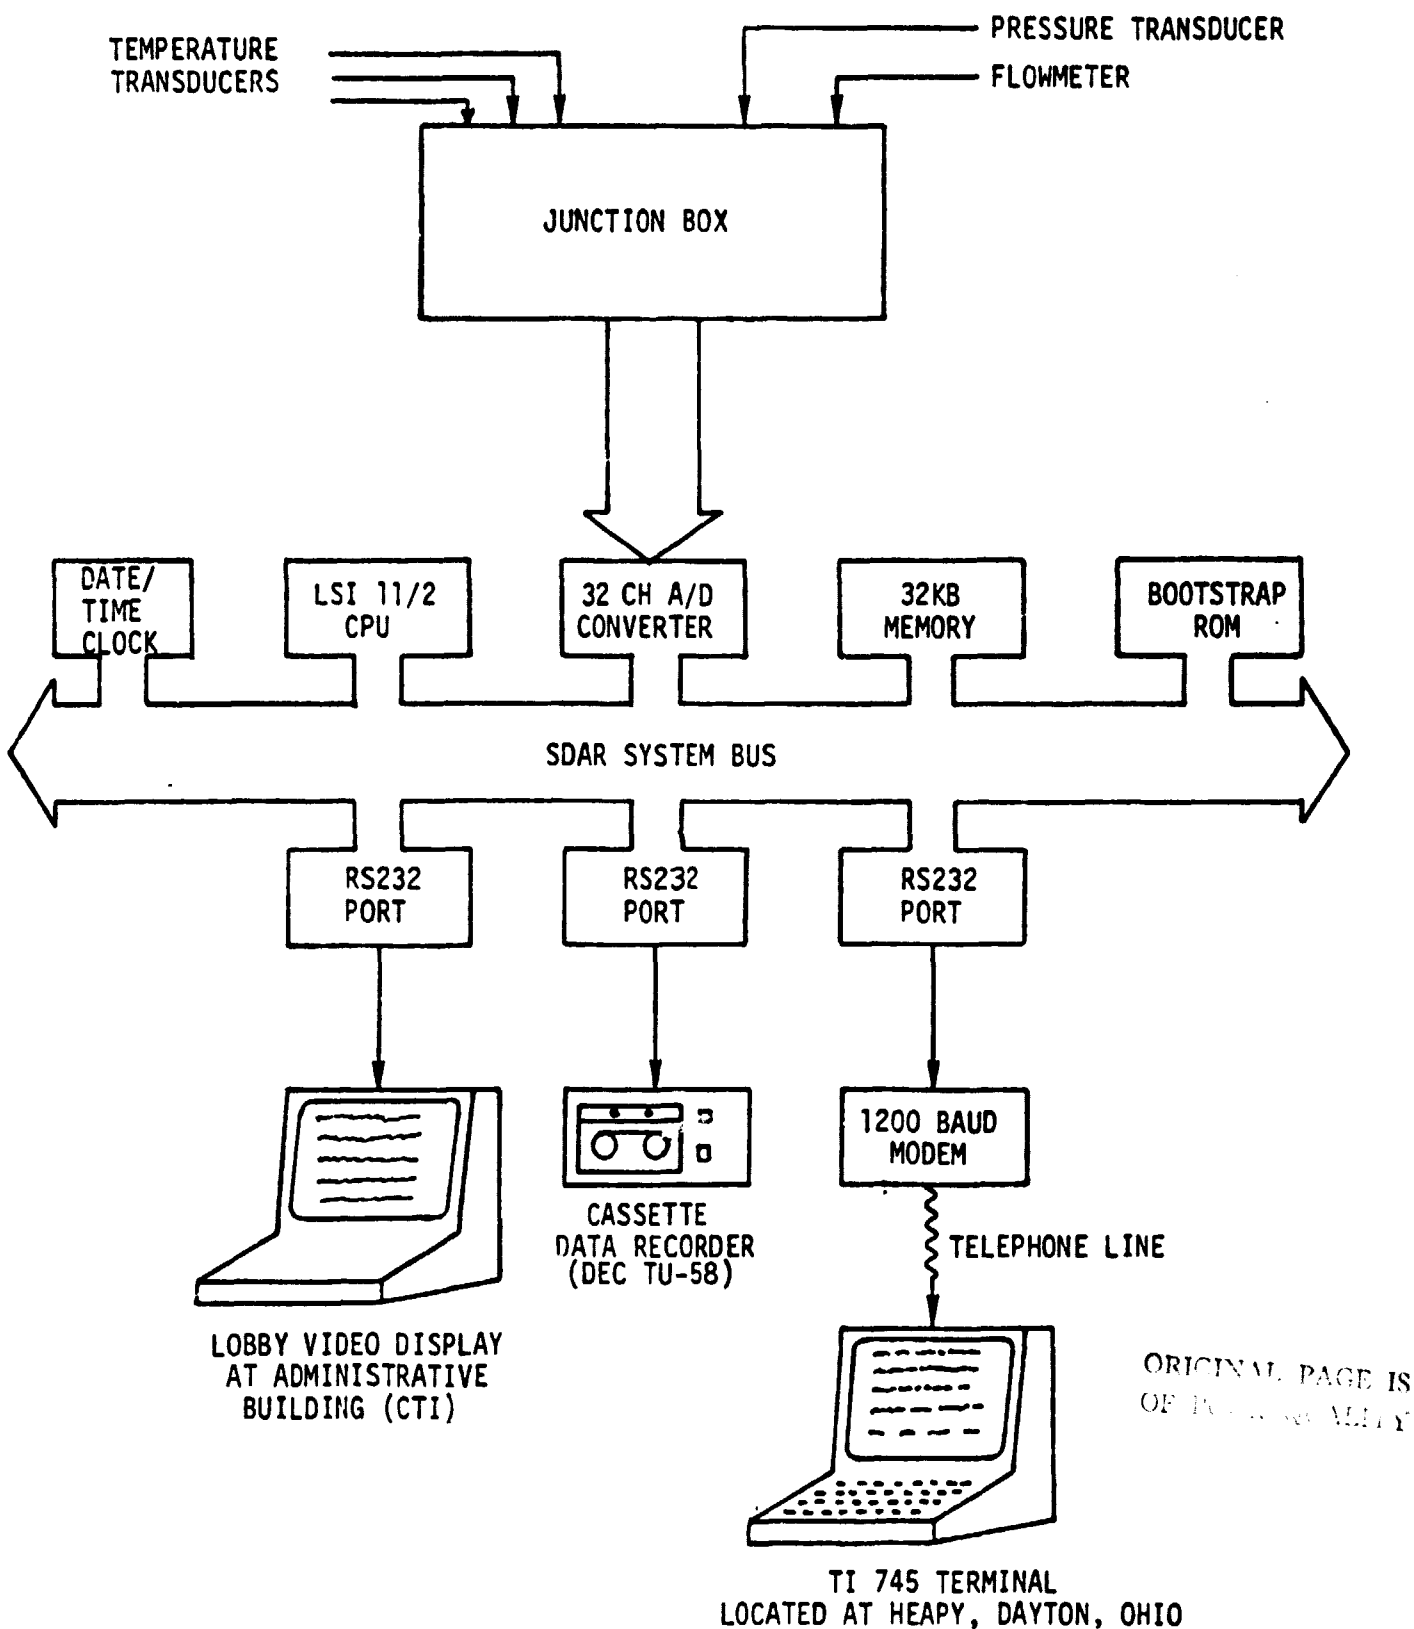 TEMPERATURE
TRANSDUCERS
PRESSURE TRANSDUCER
FLOWMETER
JUNCTION BOX
DATE/
TIME
CLOCK
LSI 11/2
CPU
32 CH A/D
CONVERTER
32KB
MEMORY
BOOTSTRAP
ROM
SDAR SYSTEM BUS
RS232
PORT
RS232
PORT
RS232
PORT
1200 BAUD
MODEM
CASSETTE
DATA RECORDER
(DEC TU-58)
TELEPHONE LINE
LOBBY VIDEO DISPLAY
AT ADMINISTRATIVE
BUILDING (CTI)
ORIGINAL PAGE IS
OF POOR QUALITY
TI 745 TERMINAL
LOCATED AT HEAPY, DAYTON, OHIO